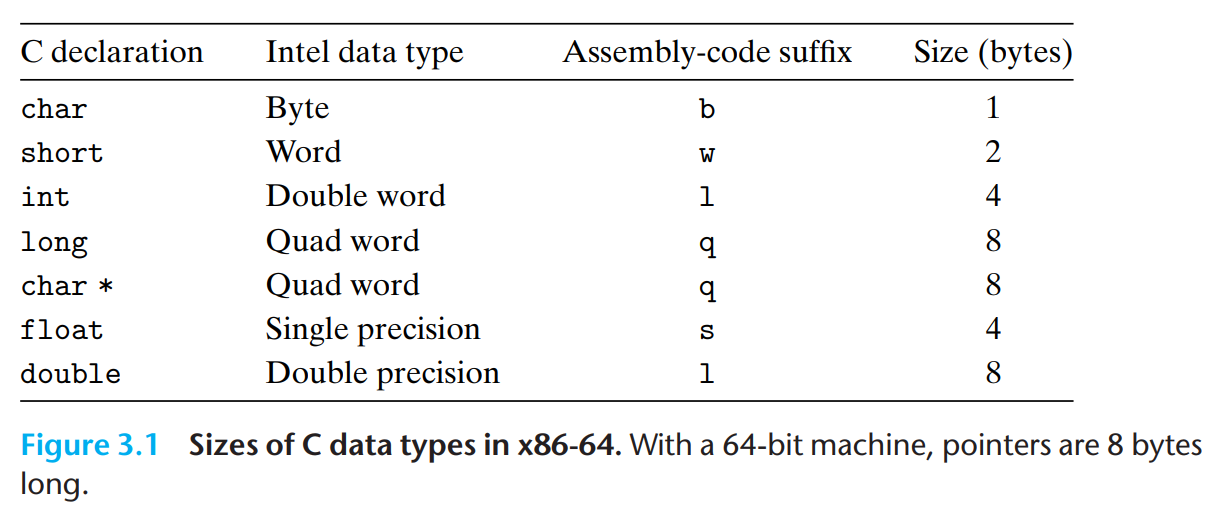 C declaration Intel data type Assembly-code suffix Size (bytes)
char Byte b 1
short Word w 2
int Double word l 4
long Quad word q 8
char * Quad word q 8
float Single precision s 4
double Double precision l 8
Figure 3.1 Sizes of C data types in x86-64. With a 64-bit machine, pointers are 8 bytes
long.